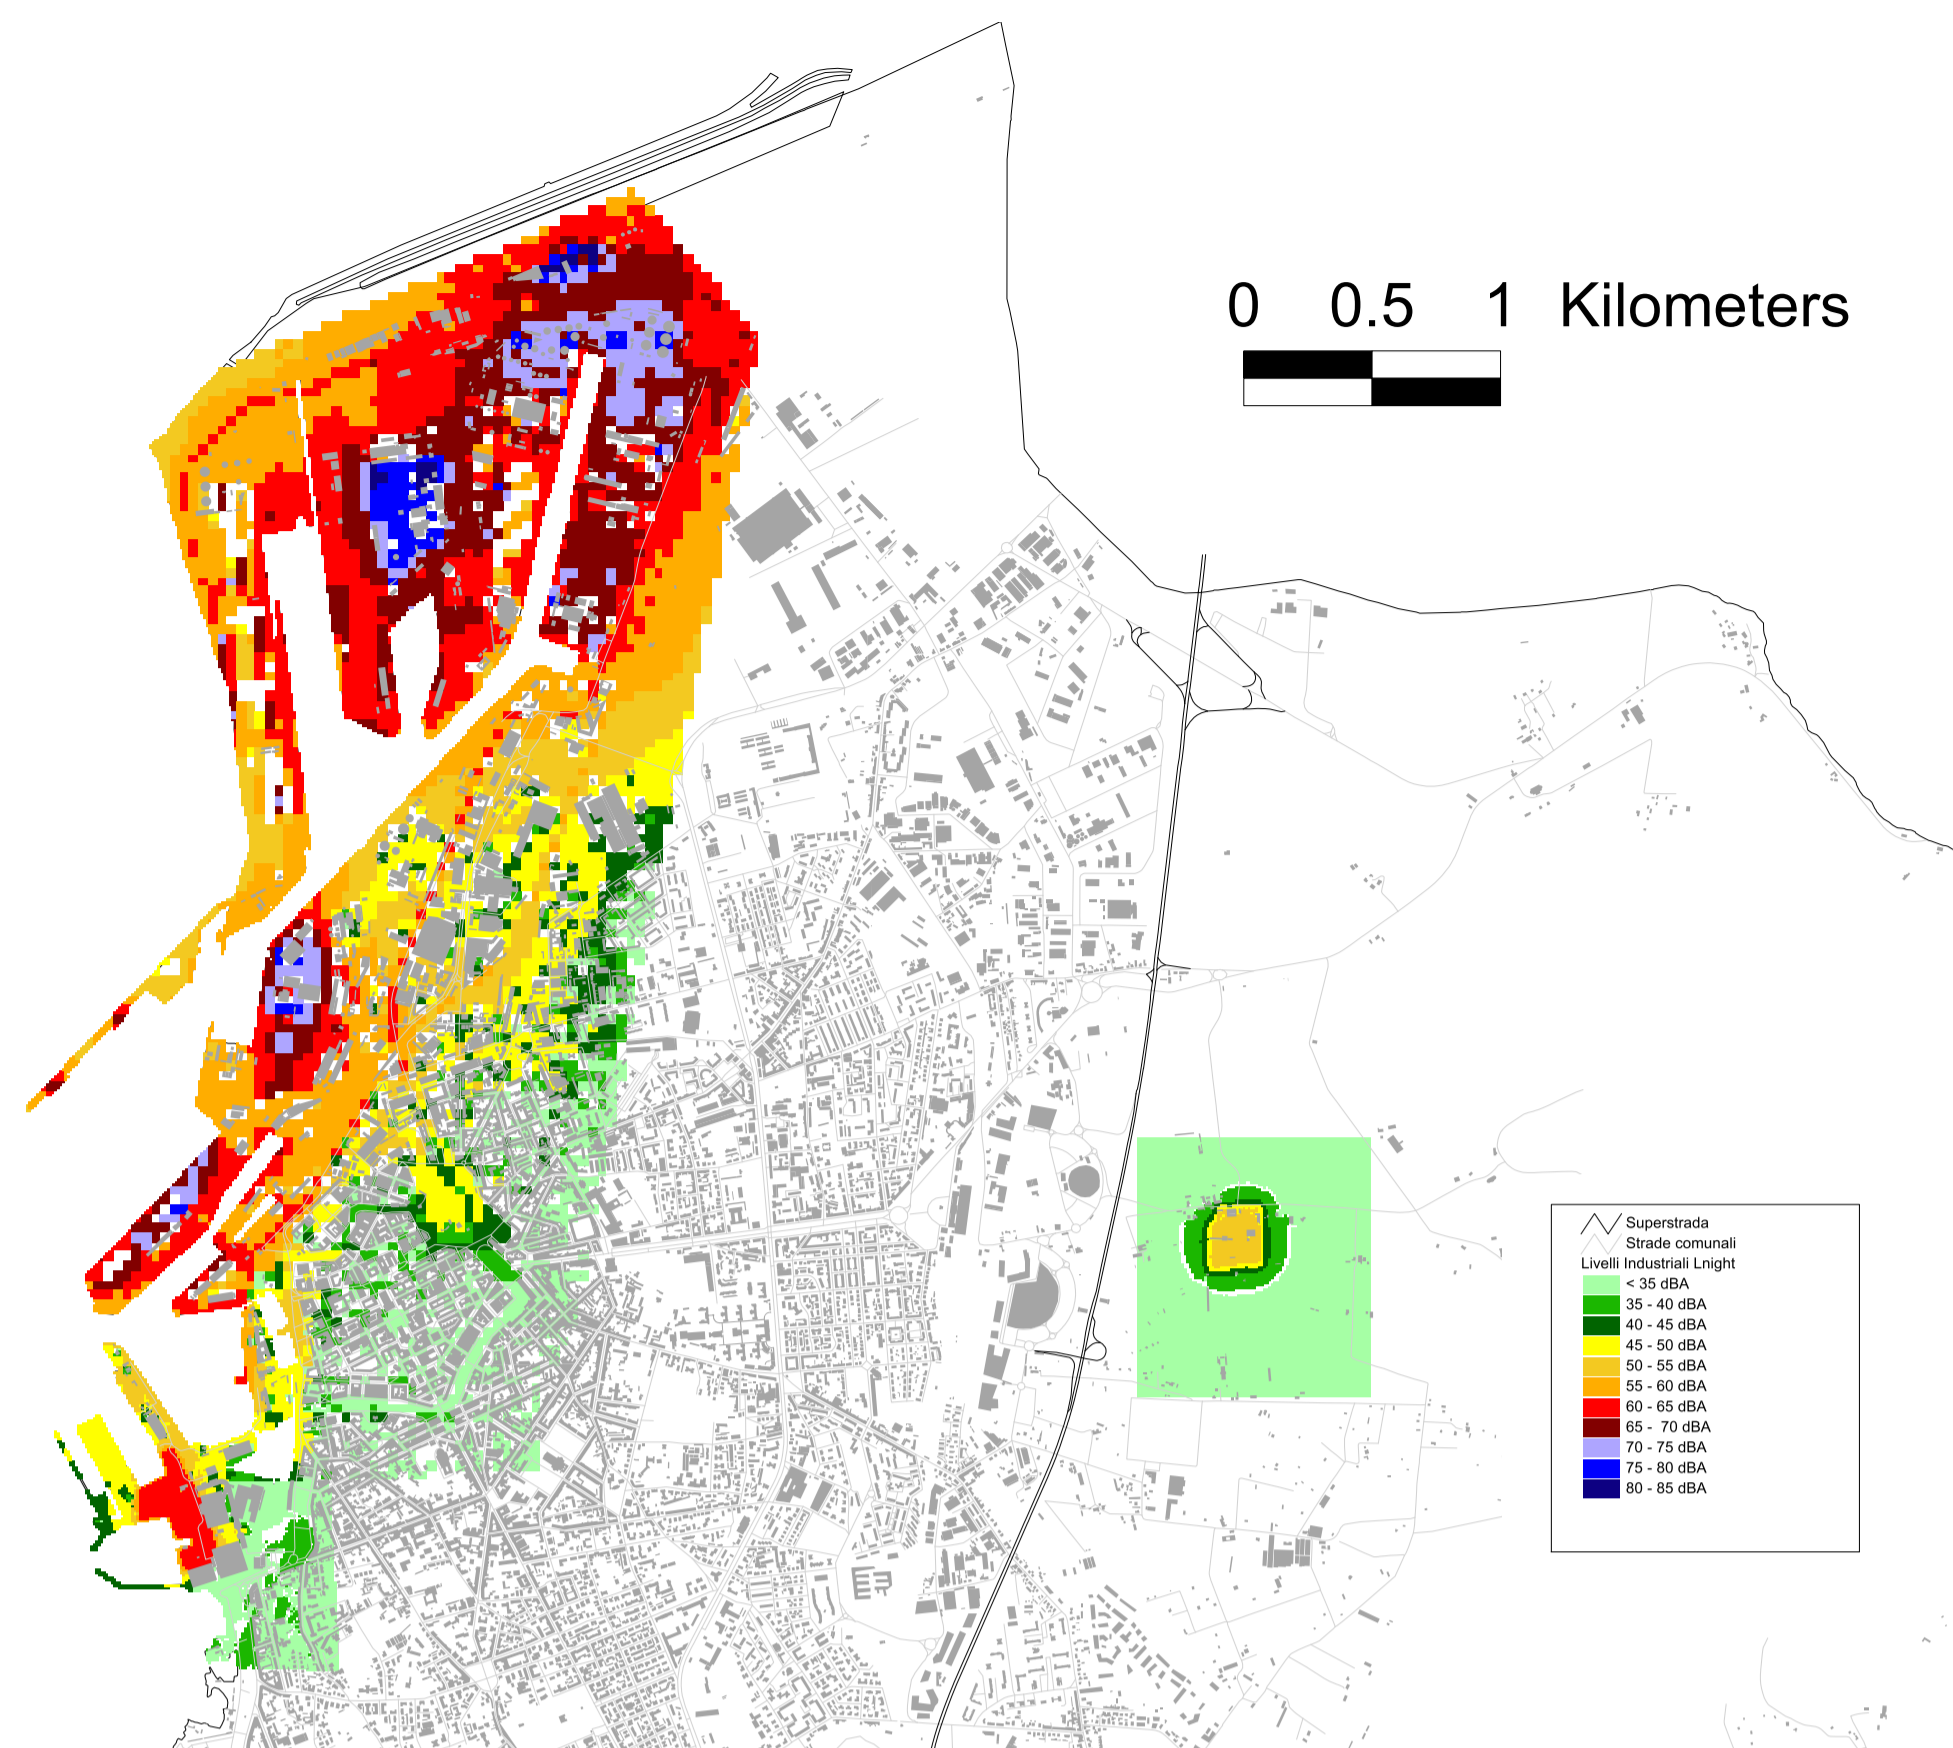 0 0.5 1 Kilometers
Superstrada
Strade comunali
Livelli Industriali Lnight
< 35 dBA
35 - 40 dBA
40 - 45 dBA
45 - 50 dBA
50 - 55 dBA
55 - 60 dBA
60 - 65 dBA
65 -  70 dBA
70 - 75 dBA
75 - 80 dBA
80 - 85 dBA